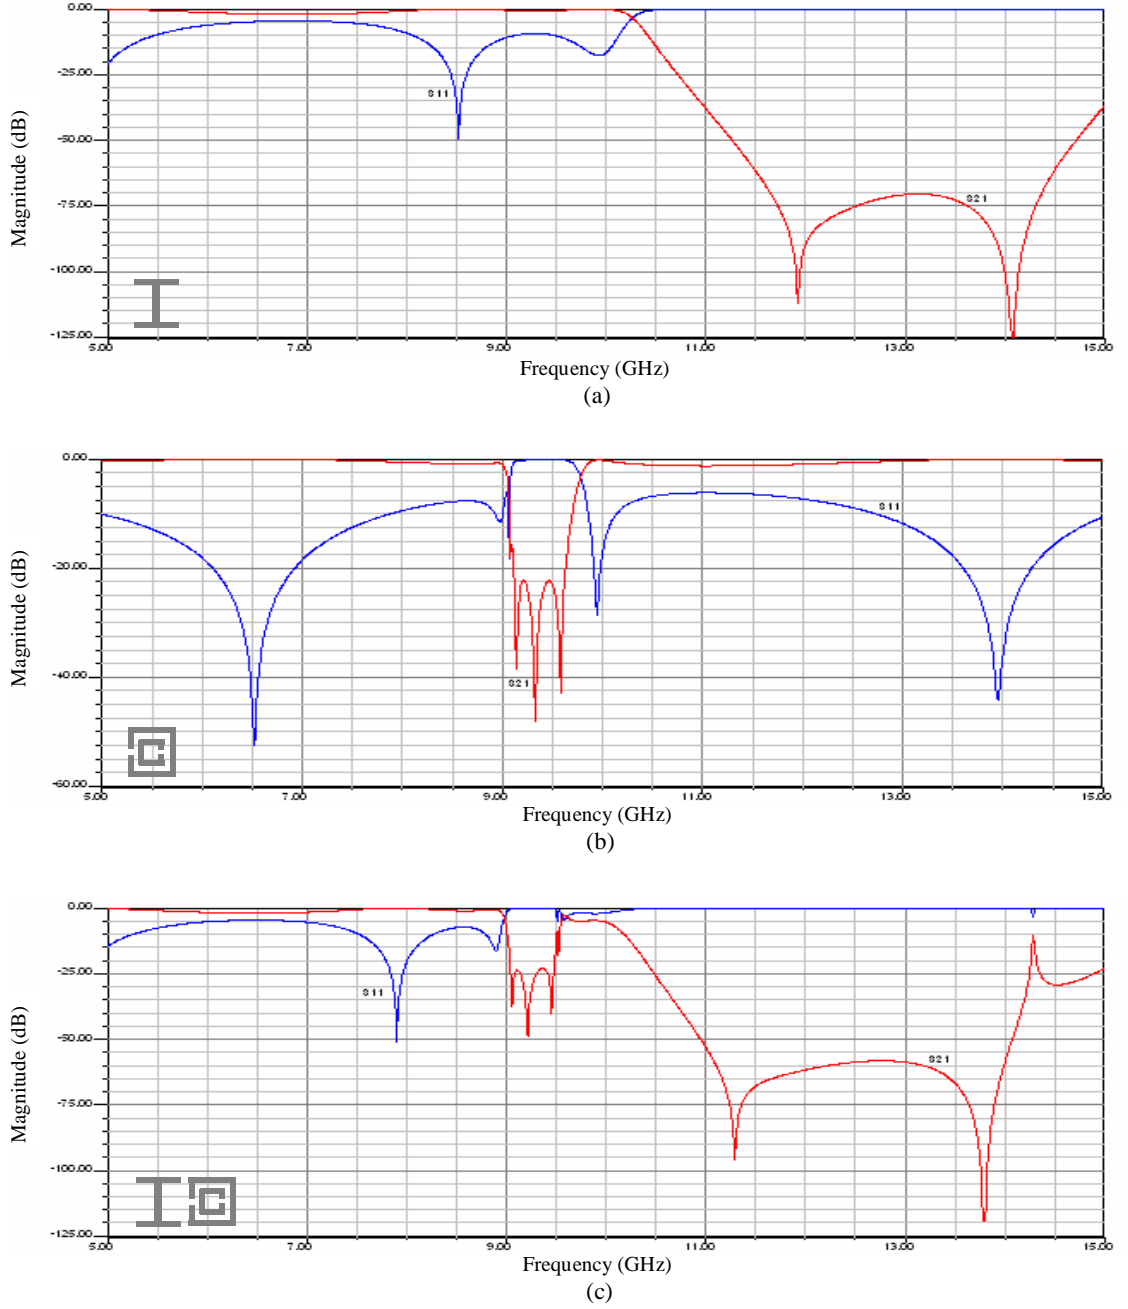 0.00
-25.00
S11
-50.00
-75.00
S21
-100.00
-125.00
Magnitude (dB)
5.00 7.00 9.00 11.00 13.00 15.00
Frequency (GHz)
(a)
0.00
S11
-20.00
-40.00
S21
-60.00
Magnitude (dB)
5.00 7.00 9.00 11.00 13.00 15.00
Frequency (GHz)
(b)
0.00
-25.00
S11
-50.00
S21
-75.00
-100.00
-125.00
Magnitude (dB)
5.00 7.00 9.00 11.00 13.00 15.00
Frequency (GHz)
(c)